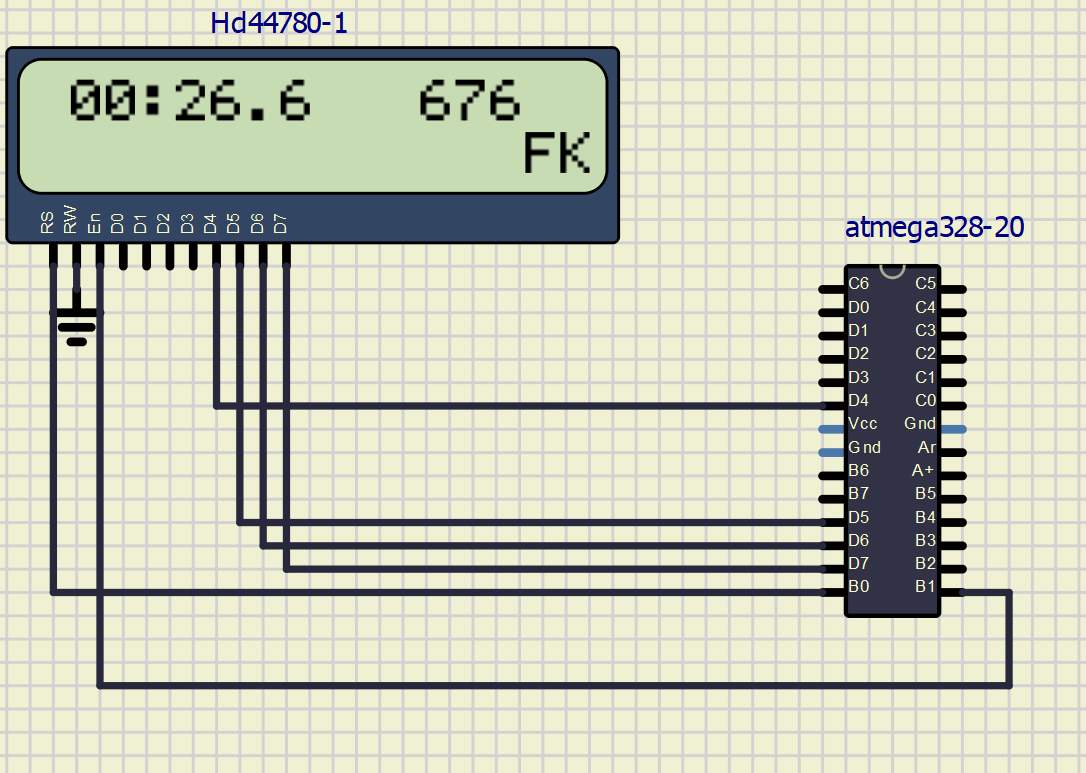 Hd44780-1
00:26.6 676
FK
RS RW En D0 D1 D2 D3 D4 D5 D6 D7
atmega328-20
C6 C5
D0 C4
D1 C3
D2 C2
D3 C1
D4 C0
Vcc Gnd
Gnd Ar
B6 A+
B7 B5
D5 B4
D6 B3
D7 B2
B0 B1